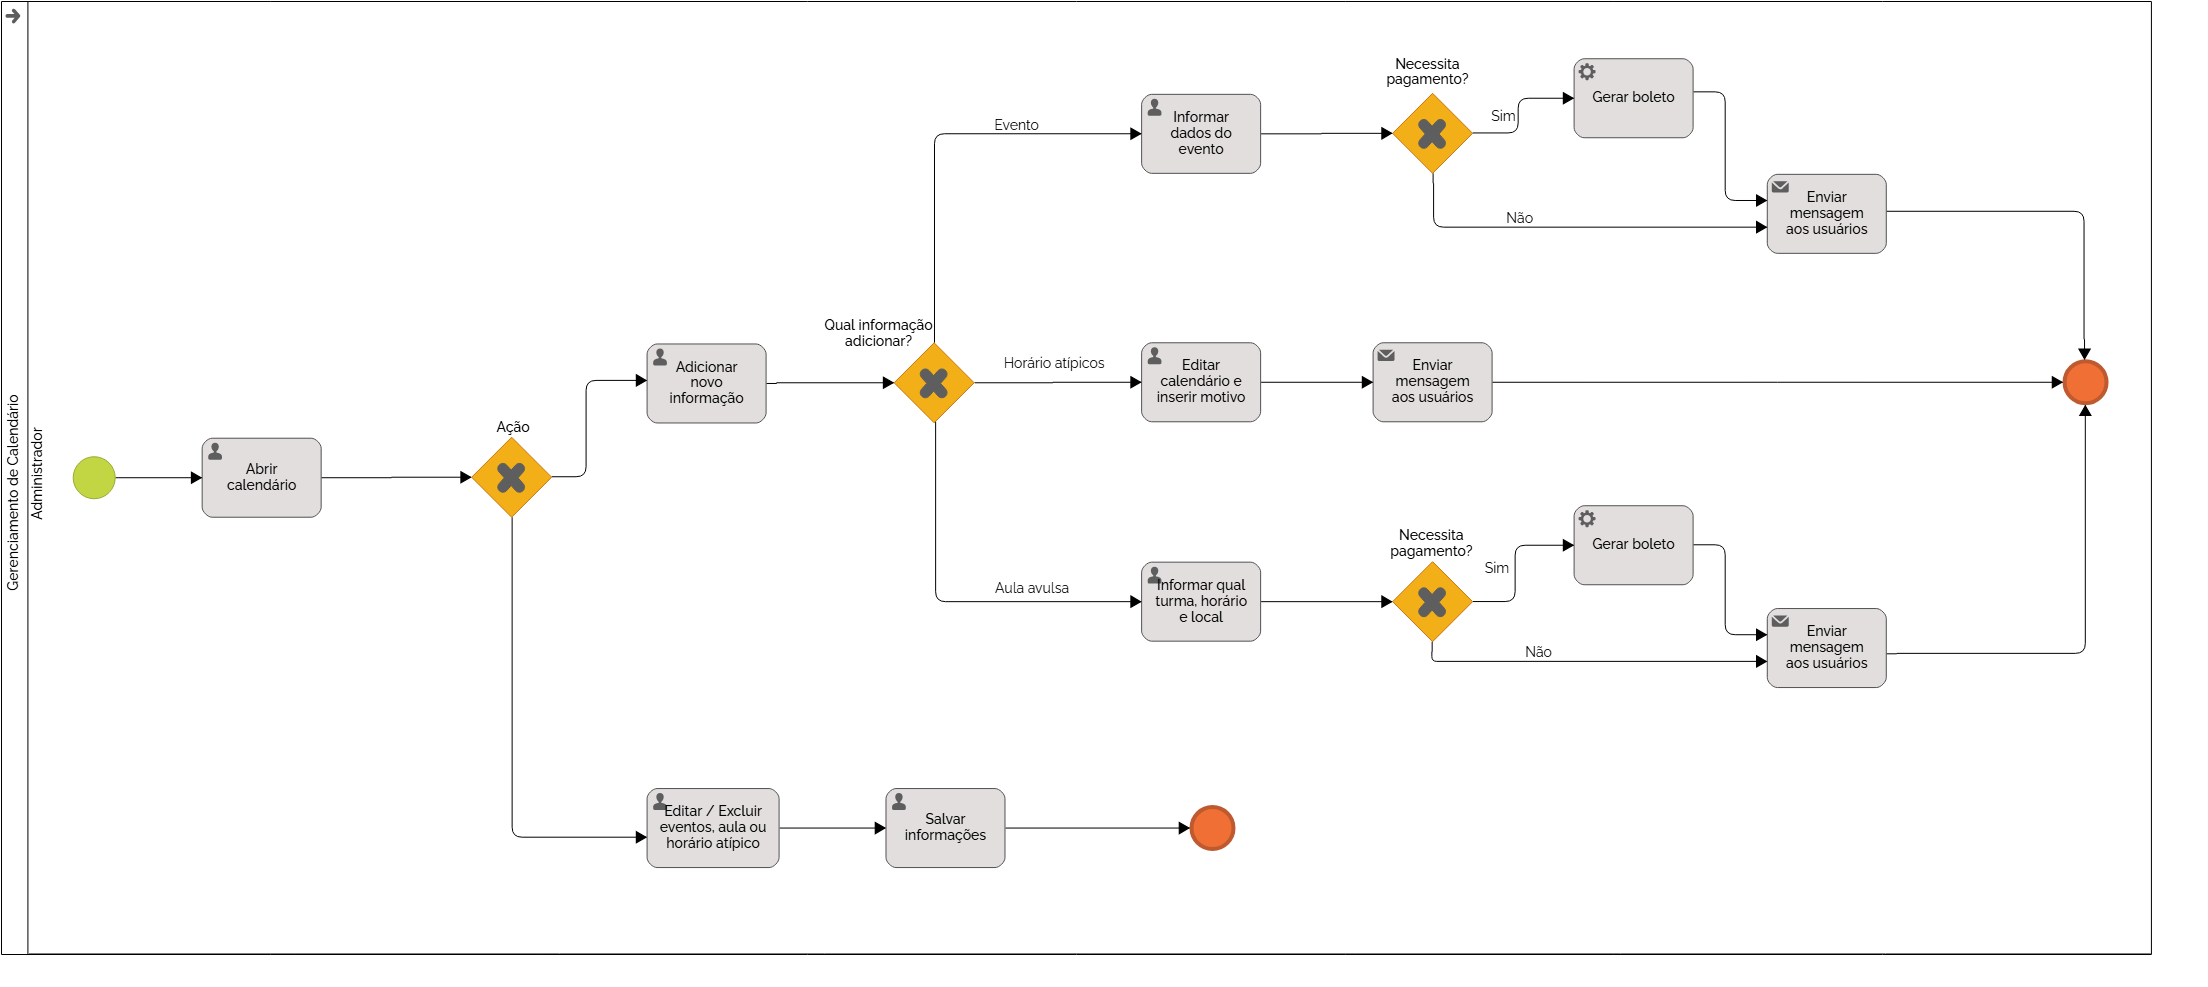 Gerenciamento de Calendário
Administrador
Abrir
calendário
Ação
Adicionar
novo
informação
Qual informação
adicionar?
Evento
Informar
dados do
evento
Necessita
pagamento?
Sim
Gerar boleto
Não
Enviar
mensagem
aos usuários
Horário atípicos
Editar
calendário e
inserir motivo
Enviar
mensagem
aos usuários
Aula avulsa
Informar qual
turma, horário
e local
Necessita
pagamento?
Sim
Gerar boleto
Não
Enviar
mensagem
aos usuários
Editar / Excluir
eventos, aula ou
horário atípico
Salvar
informações